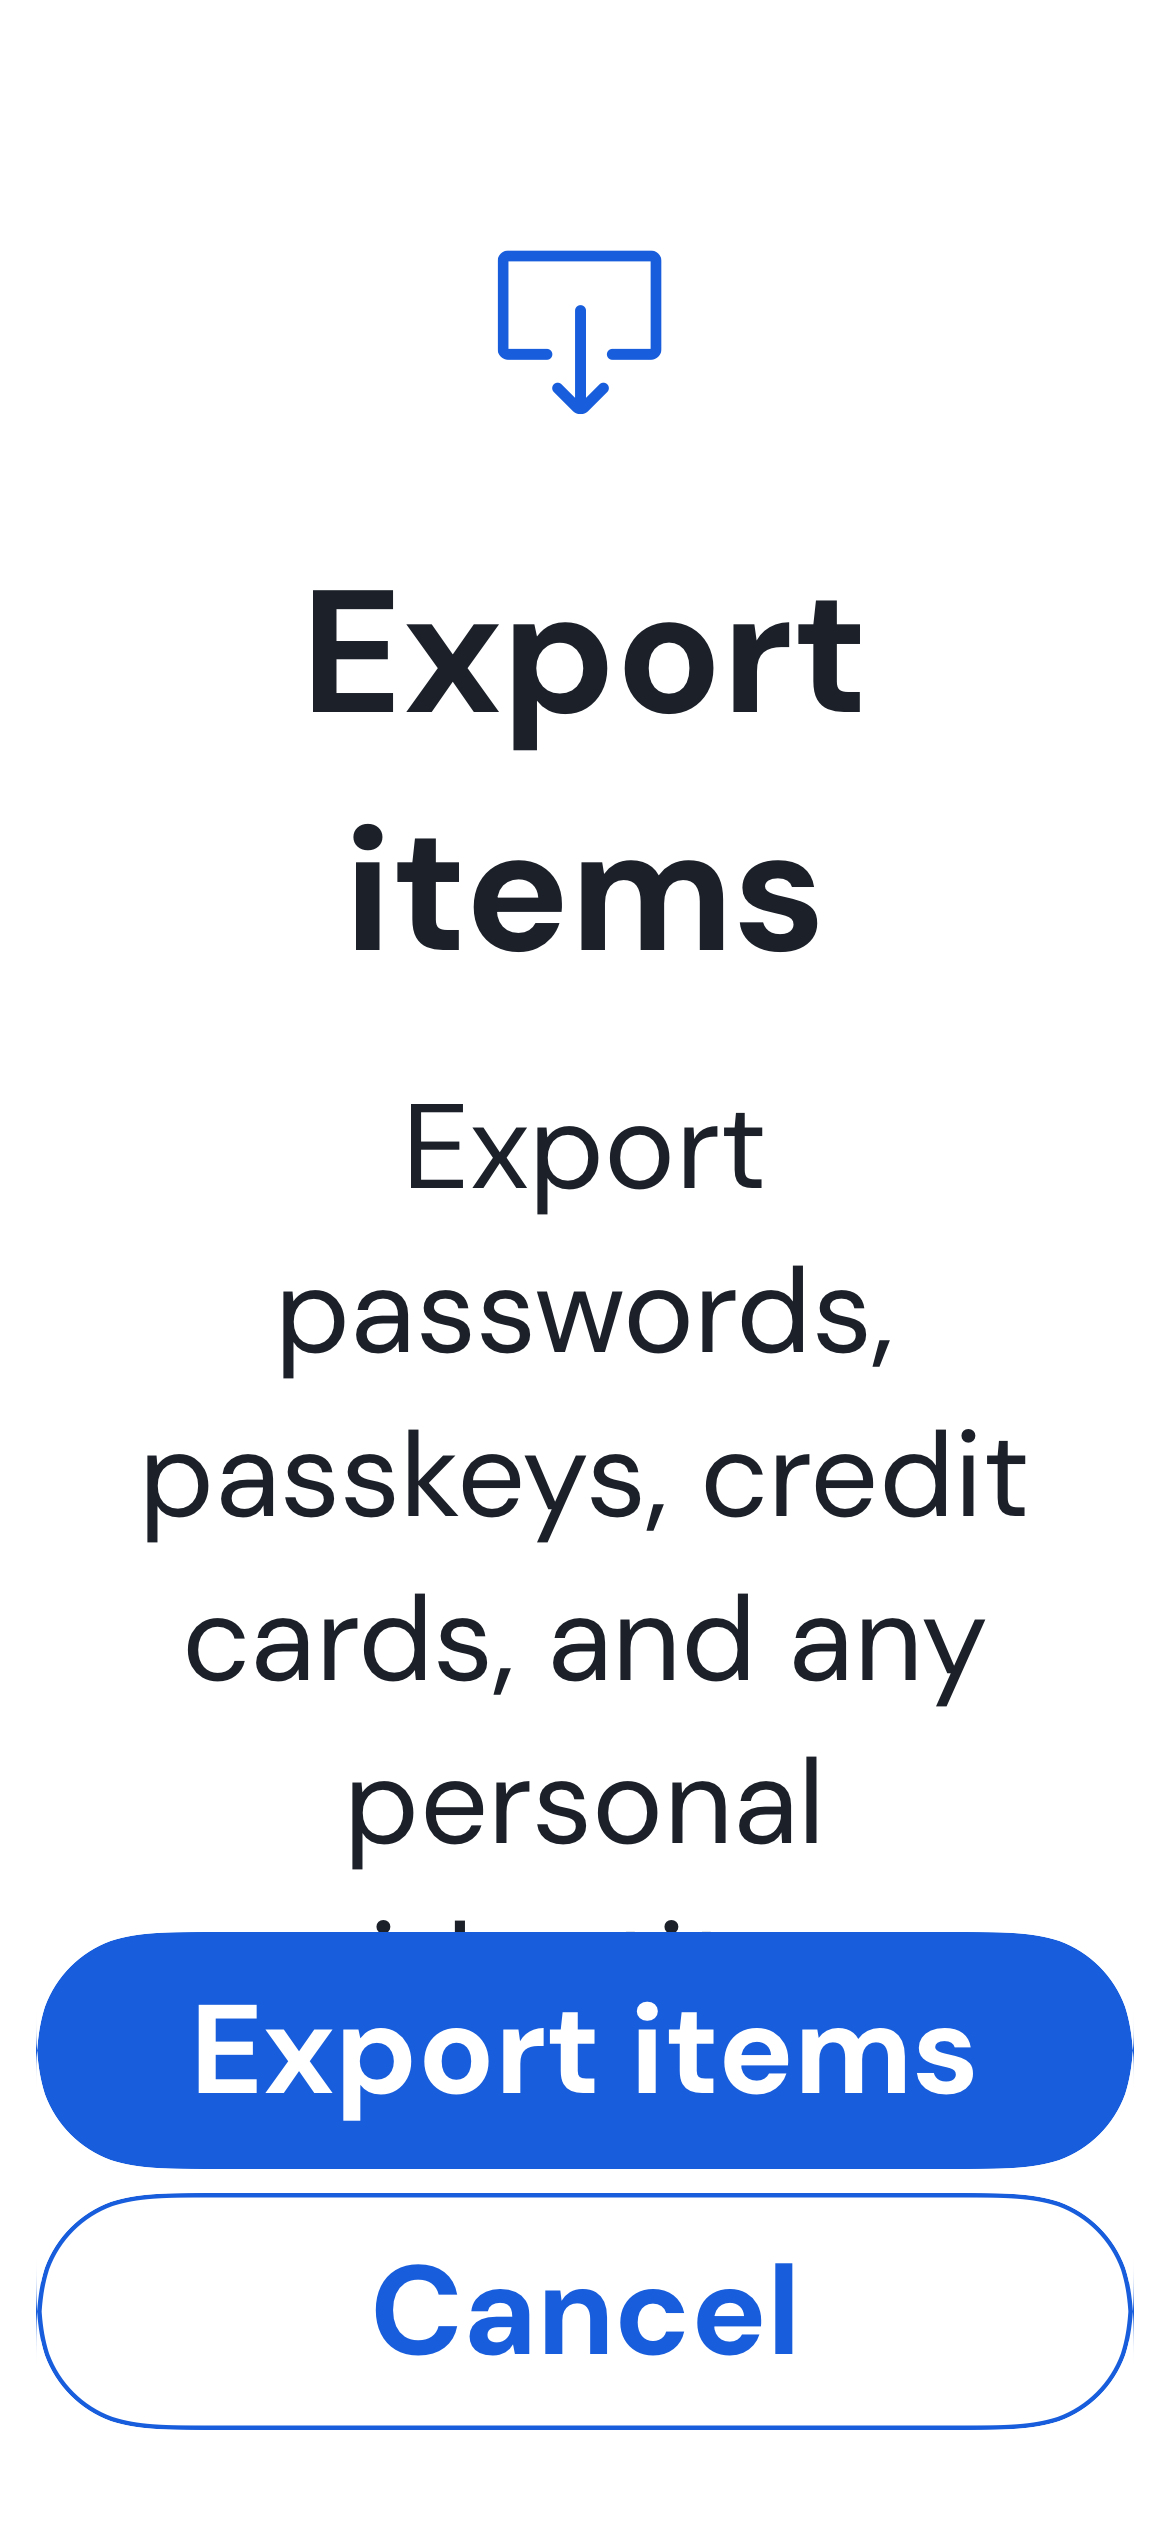 Export
items
Export
passwords,
passkeys, credit
cards, and any
personal
Export items
Cancel